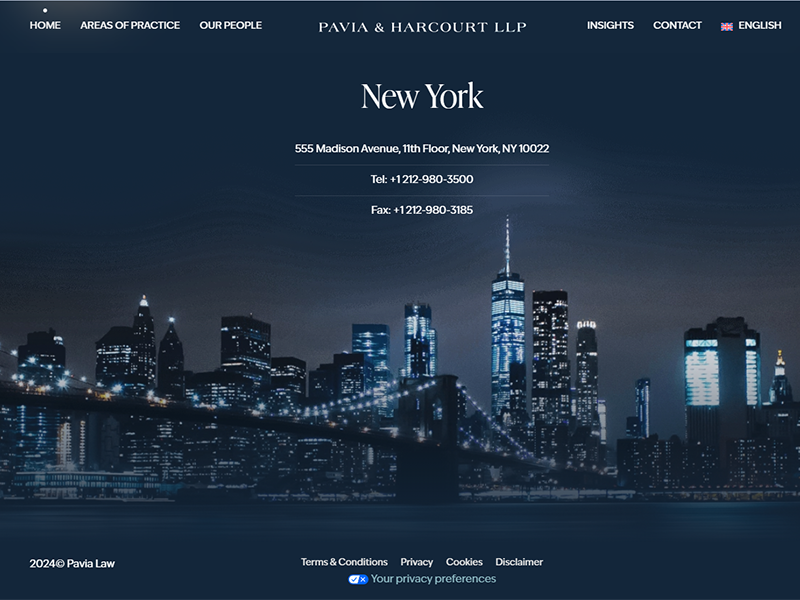 HOME AREAS OF PRACTICE OUR PEOPLE PAVIA & HARCOURT LLP INSIGHTS CONTACT ENGLISH
New York
555 Madison Avenue, 11th Floor, New York, NY 10022
Tel: +1 212-980-3500
Fax: +1 212-980-3185
2024© Pavia Law Terms & Conditions Privacy Cookies Disclaimer
Your privacy preferences